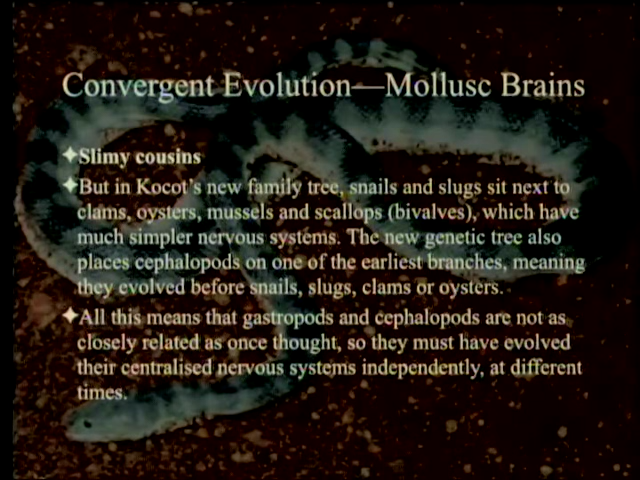 Convergent Evolution—Mollusc Brains
✦Slimy cousins
✦But in Kocot's new family tree, snails and slugs sit next to
clams, oysters, mussels and scallops (bivalves), which have
much simpler nervous systems. The new genetic tree also
places cephalopods on one of the earliest branches, meaning
they evolved before snails, slugs, clams or oysters.
✦All this means that gastropods and cephalopods are not as
closely related as once thought, so they must have evolved
their centralised nervous systems independently, at different
times.